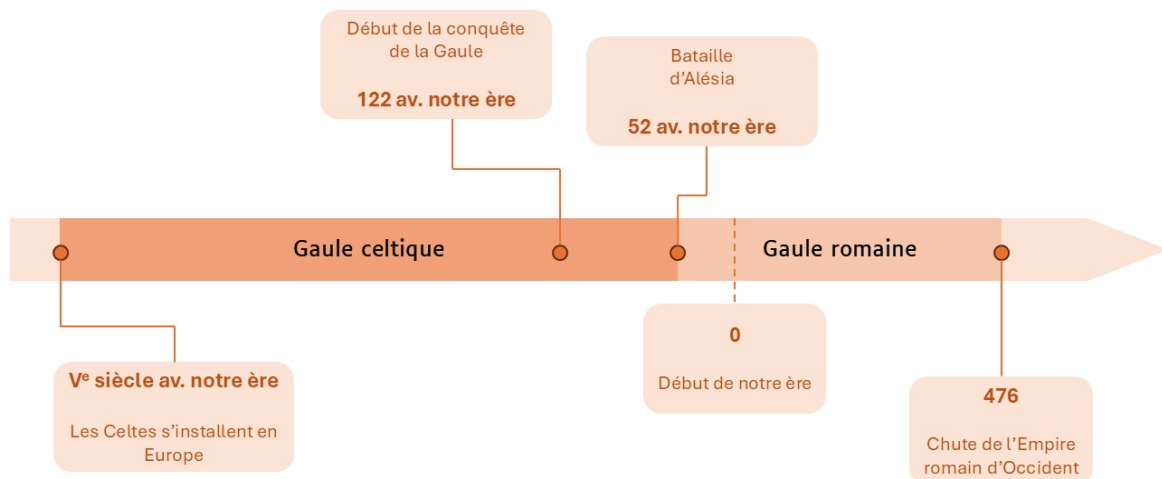 Début de la conquête
de la Gaule
122 av. notre ère
Bataille
d’Alésia
52 av. notre ère
Gaule celtique
Gaule romaine
Vᵉ siècle av. notre ère
Les Celtes s’installent en
Europe
0
Début de notre ère
476
Chute de l’Empire
romain d’Occident